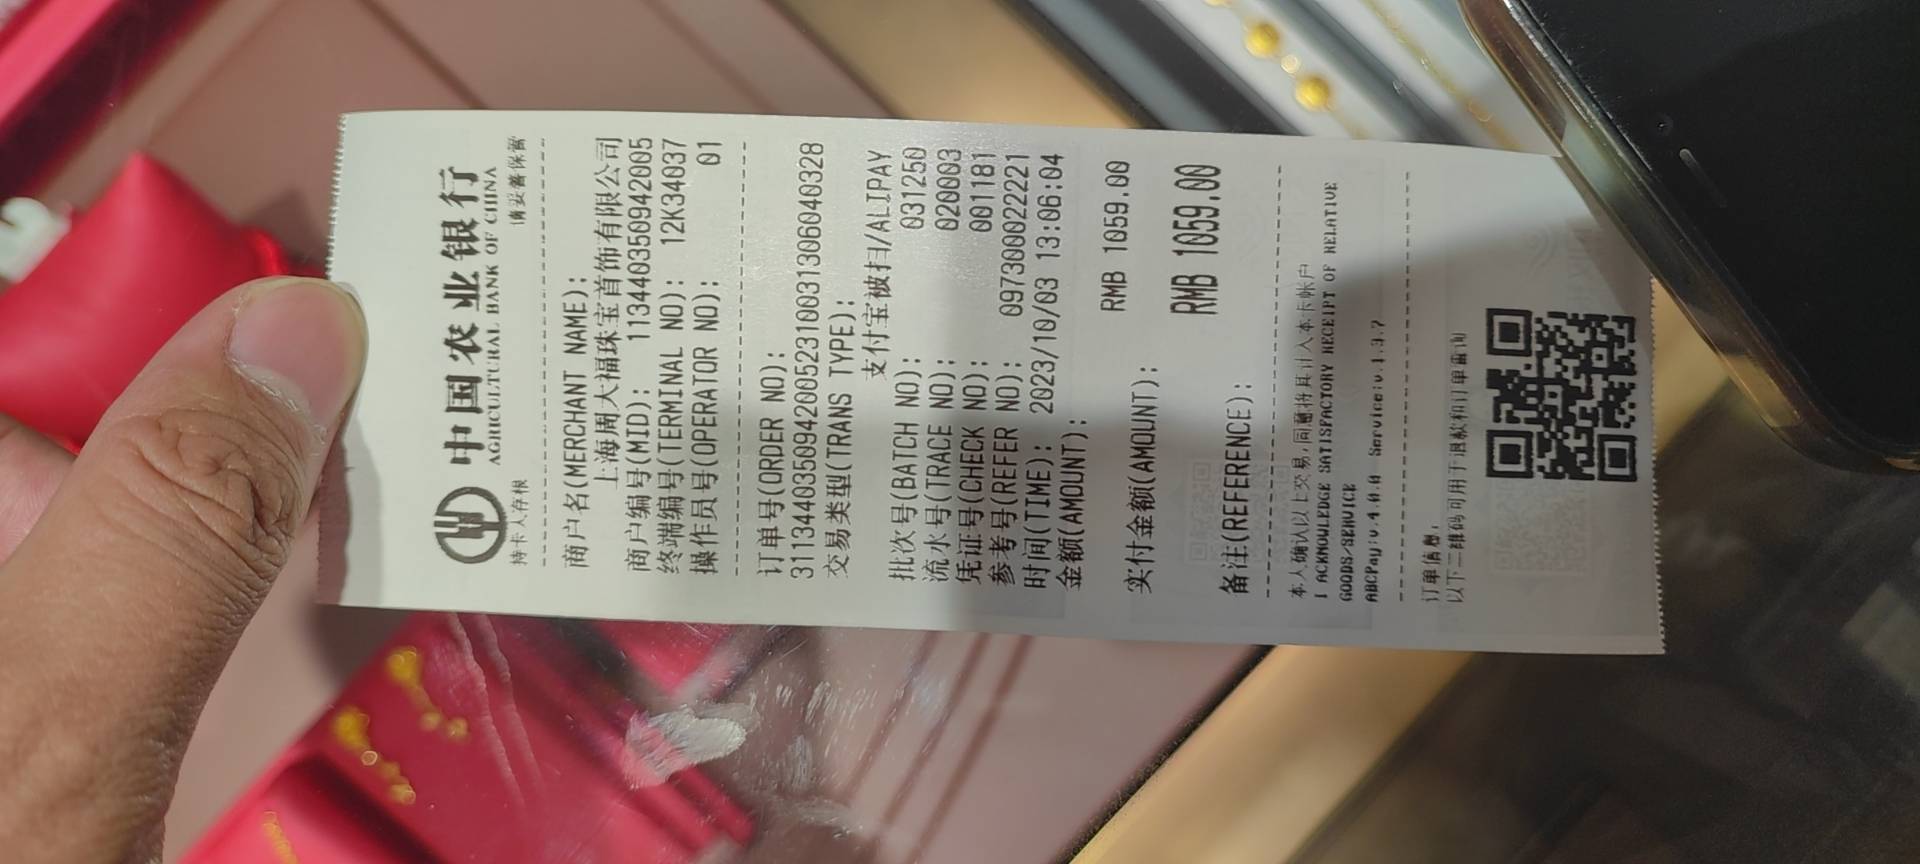 中国农业银行
AGRICULTURAL BANK OF CHINA
持卡人存根 请妥善保管
商户名(MERCHANT NAME):
上海周大福珠宝首饰有限公司
商户编号(MID): 113440350942005
终端编号(TERMINAL NO): 12K34037
操作员号(OPERATOR NO): 01
订单号(ORDER NO):
31134403509420052310031306040328
交易类型(TRANS TYPE):
支付宝被扫/ALIPAY
批次号(BATCH NO): 031250
流水号(TRACE NO): 020003
凭证号(CHECK NO): 001181
参考号(REFER NO): 097300022221
时间(TIME): 2023/10/03 13:06:04
金额(AMOUNT):
RMB 1059.00
实付金额(AMOUNT):
RMB 1059.00
备注(REFERENCE):
本人确认以上交易,同意将其计入本卡帐户
I ACKNOWLEDGE SATISFACTORY RECEIPT OF RELATIVE
GOODS/SERVICE
ABCPay:v.4.0.0 Service:v.1.3.7
订单信息,
以下二维码可用于退款和订单查询